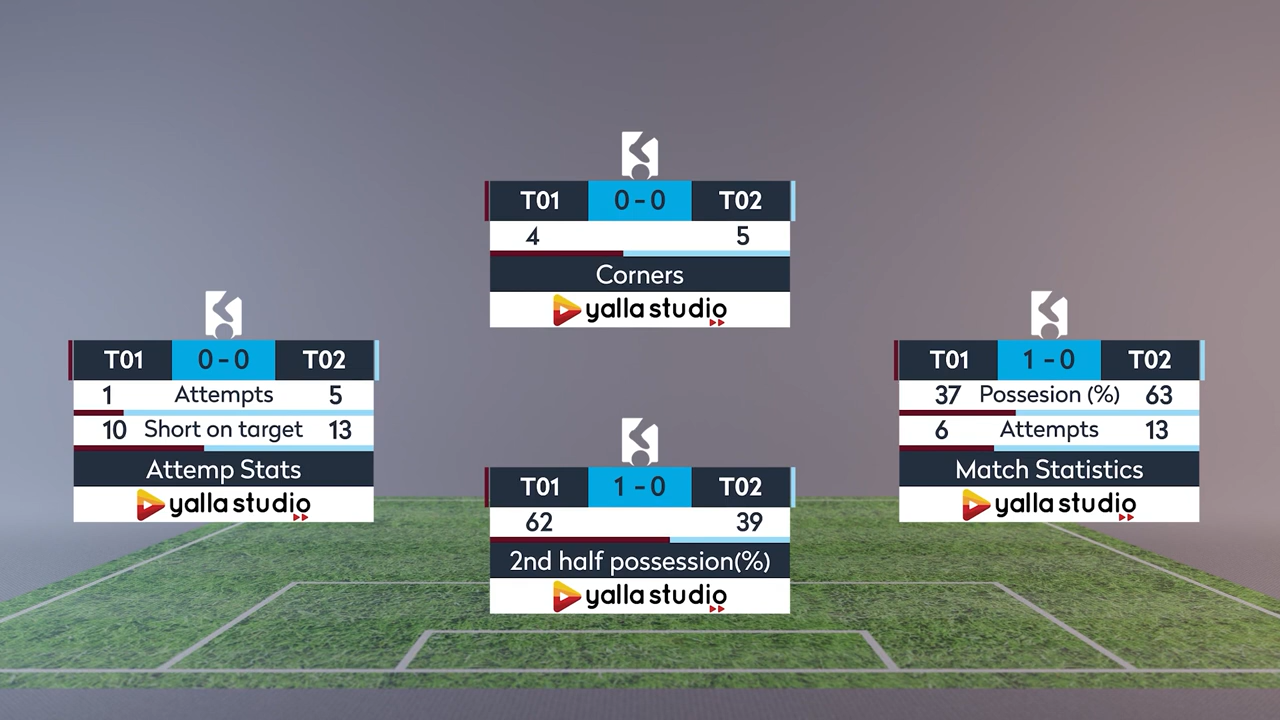 T01 0 - 0 T02
4 5
Corners
yalla studio
T01 0 - 0 T02
1 Attempts 5
10 Short on target 13
Attemp Stats
yalla studio
T01 1 - 0 T02
37 Possesion (%) 63
6 Attempts 13
Match Statistics
yalla studio
T01 1 - 0 T02
62 39
2nd half possession(%)
yalla studio